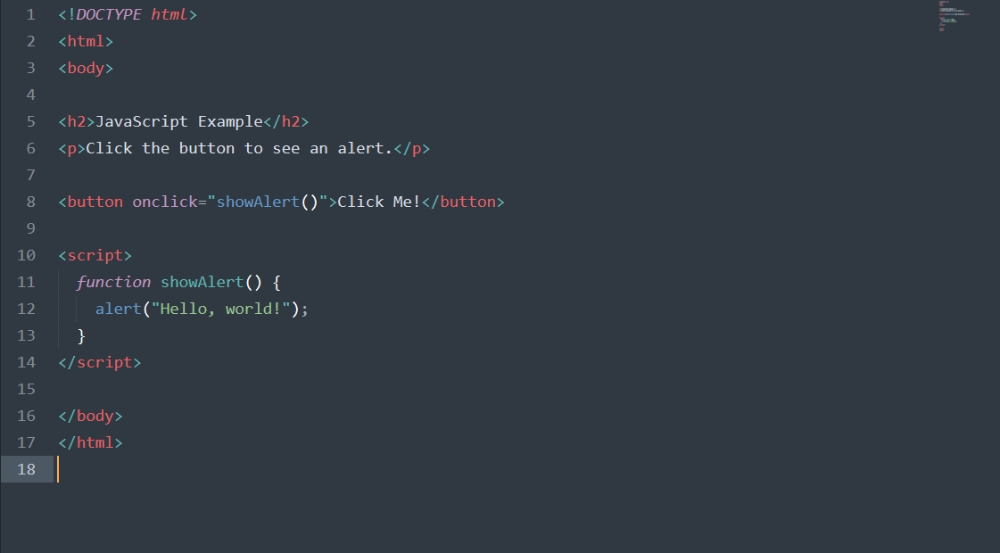 1 <!DOCTYPE html>
2 <html>
3 <body>
4
5 <h2>JavaScript Example</h2>
6 <p>Click the button to see an alert.</p>
7
8 <button onclick="showAlert()">Click Me!</button>
9
10 <script>
11   function showAlert() {
12     alert("Hello, world!");
13   }
14 </script>
15
16 </body>
17 </html>
18